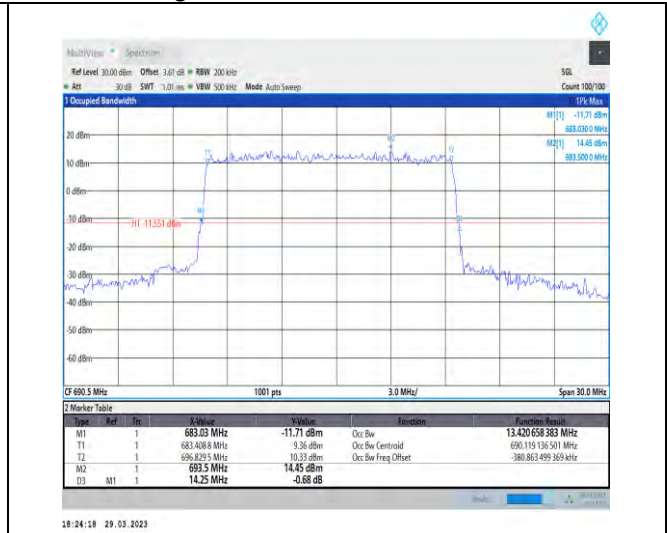 MultiView Spectrum
Ref Level 30.00 dBm Offset 3.61 dB RBW 200 kHz SGL
Att 30 dB SWT 1.01 ms VBW 500 kHz Mode Auto Sweep Count 100/100
1 Occupied Bandwidth 1Pk Max
M1[1] -11.71 dBm
683.030 0 MHz
M2[1] 14.45 dBm
693.500 0 MHz
20 dBm
10 dBm
0 dBm
-10 dBm
H1 -11.551 dBm
-20 dBm
-30 dBm
-40 dBm
-50 dBm
-60 dBm
T1
M2
T2
M1
D3
CF 690.5 MHz 1001 pts 3.0 MHz/ Span 30.0 MHz
2 Marker Table
Type Ref Trc X-Value Y-Value Function Function Result
M1 1 683.03 MHz -11.71 dBm Occ Bw 13.420 658 383 MHz
T1 1 683.408 8 MHz 9.36 dBm Occ Bw Centroid 690.119 136 501 MHz
T2 1 696.829 5 MHz 10.33 dBm Occ Bw Freq Offset -380.863 499 369 kHz
M2 1 693.5 MHz 14.45 dBm
D3 M1 1 14.25 MHz -0.68 dB
18:24:18 29.03.2023